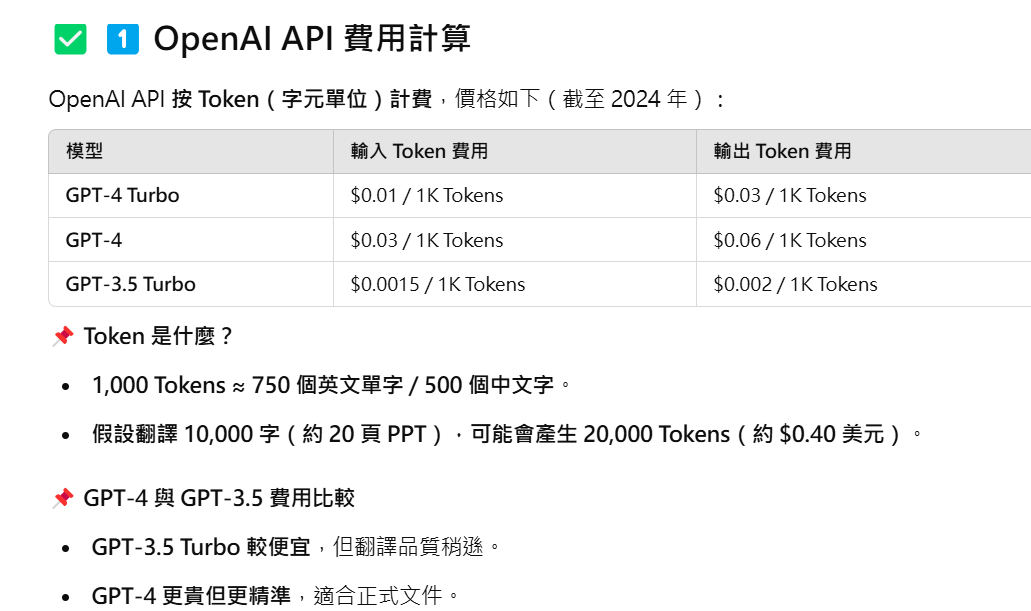 ✅ 1️⃣ OpenAI API 費用計算
OpenAI API 按 Token（字元單位）計費，價格如下（截至 2024 年）：
模型 輸入 Token 費用 輸出 Token 費用
GPT-4 Turbo $0.01 / 1K Tokens $0.03 / 1K Tokens
GPT-4 $0.03 / 1K Tokens $0.06 / 1K Tokens
GPT-3.5 Turbo $0.0015 / 1K Tokens $0.002 / 1K Tokens
📌 Token 是什麼？
• 1,000 Tokens ≈ 750 個英文單字 / 500 個中文字。
• 假設翻譯 10,000 字（約 20 頁 PPT），可能會產生 20,000 Tokens（約 $0.40 美元）。
📌 GPT-4 與 GPT-3.5 費用比較
• GPT-3.5 Turbo 較便宜，但翻譯品質稍遜。
• GPT-4 更貴但更精準，適合正式文件。